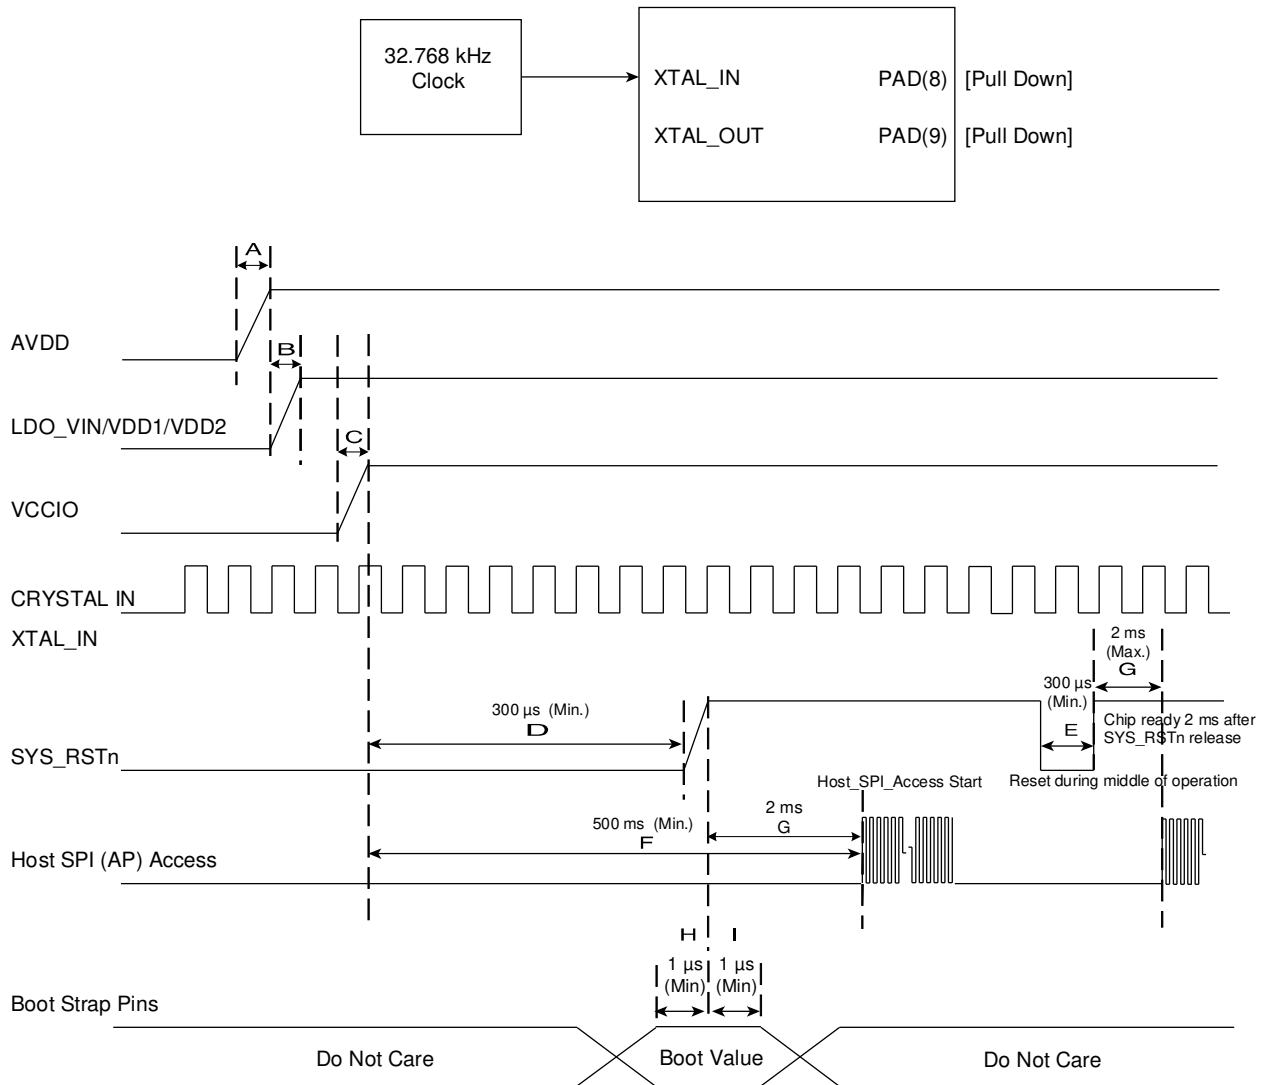 32.768 kHz
Clock
XTAL_IN PAD(8) [Pull Down]
XTAL_OUT PAD(9) [Pull Down]
A
AVDD
B
LDO_VIN/VDD1/VDD2
C
VCCIO
CRYSTAL IN
XTAL_IN
2 ms
(Max.)
G
300 µs
(Min.)
300 µs (Min.)
D
E
Chip ready 2 ms after
SYS_RSTn release
SYS_RSTn
Host_SPI_Access Start
Reset during middle of operation
500 ms (Min.)
F
2 ms
G
Host SPI (AP) Access
H I
1 µs
(Min)
1 µs
(Min)
Boot Strap Pins
Do Not Care Boot Value Do Not Care